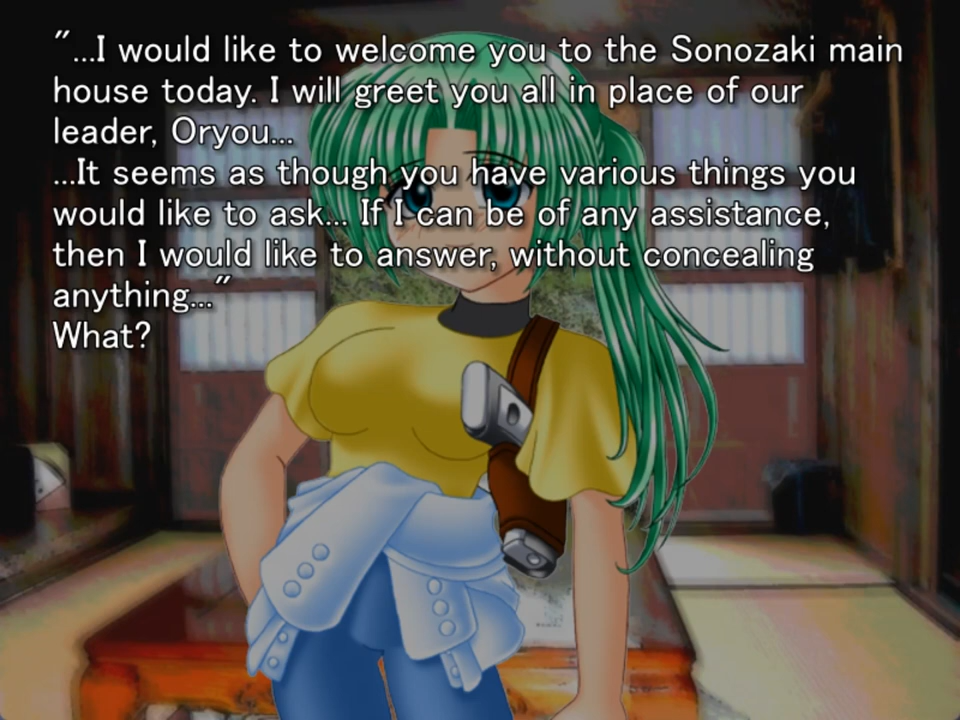 "...I would like to welcome you to the Sonozaki main
house today. I will greet you all in place of our
leader, Oryou...
...It seems as though you have various things you
would like to ask... If I can be of any assistance,
then I would like to answer, without concealing
anything..."
What?